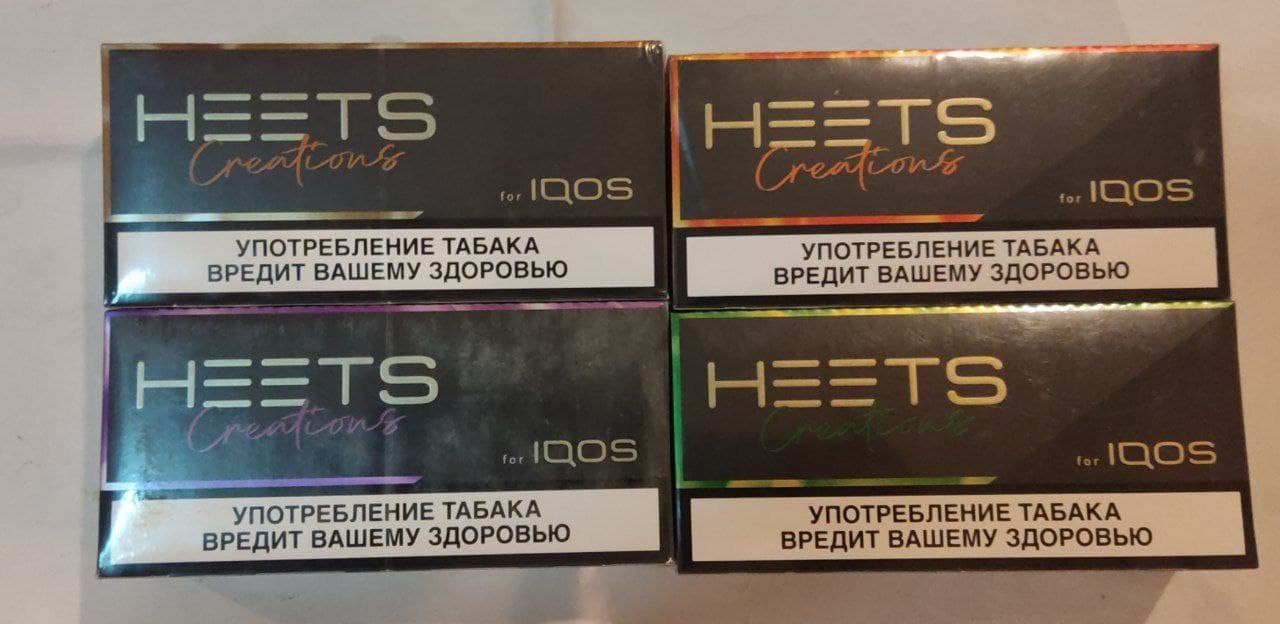 HEETS
Creations
for IQOS
УПОТРЕБЛЕНИЕ ТАБАКА
ВРЕДИТ ВАШЕМУ ЗДОРОВЬЮ
HEETS
Creations
for IQOS
УПОТРЕБЛЕНИЕ ТАБАКА
ВРЕДИТ ВАШЕМУ ЗДОРОВЬЮ
HEETS
Creations
for IQOS
УПОТРЕБЛЕНИЕ ТАБАКА
ВРЕДИТ ВАШЕМУ ЗДОРОВЬЮ
HEETS
Creations
for IQOS
УПОТРЕБЛЕНИЕ ТАБАКА
ВРЕДИТ ВАШЕМУ ЗДОРОВЬЮ